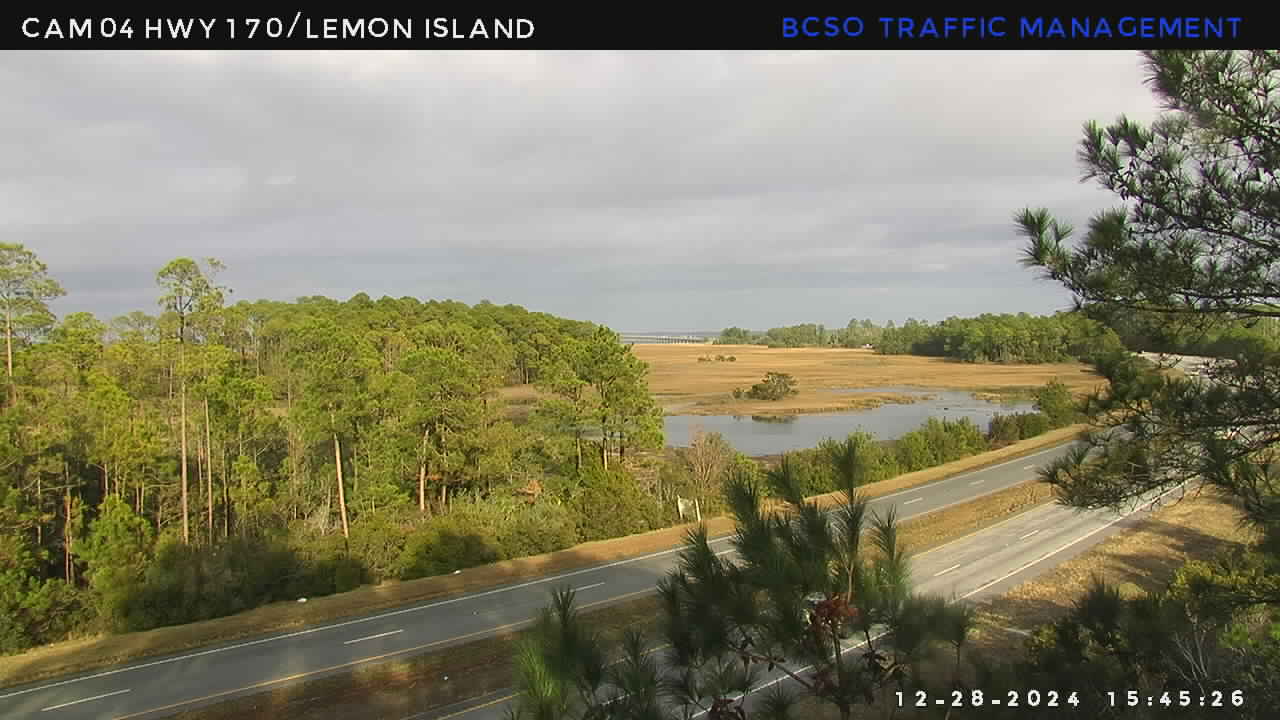 CAM04 HWY 170/LEMON ISLAND
BCSO TRAFFIC MANAGEMENT
12-28-2024 15:45:26